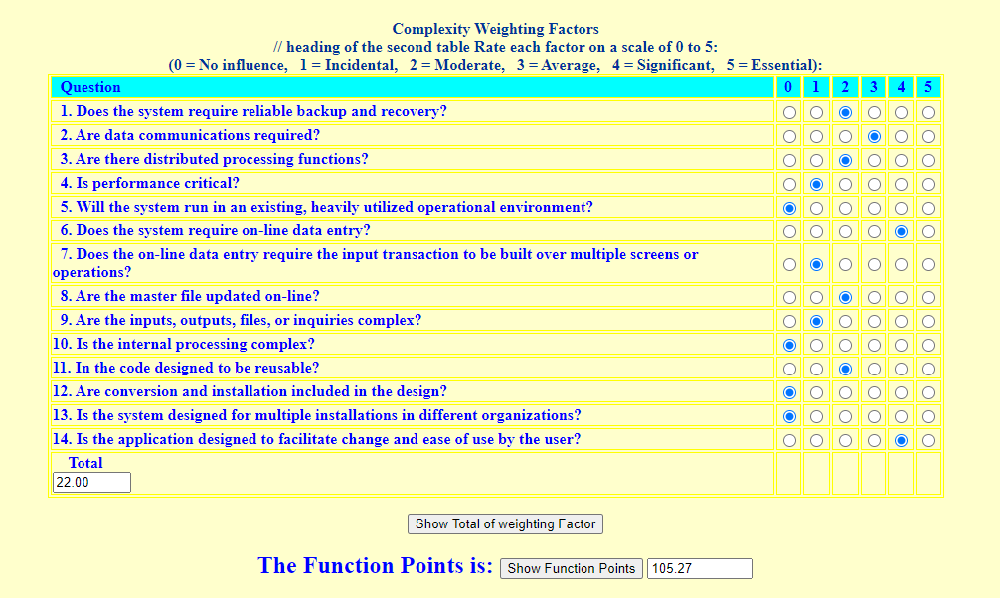 Complexity Weighting Factors
// heading of the second table Rate each factor on a scale of 0 to 5:
(0 = No influence, 1 = Incidental, 2 = Moderate, 3 = Average, 4 = Significant, 5 = Essential):
Question 0 1 2 3 4 5
1. Does the system require reliable backup and recovery?
2. Are data communications required?
3. Are there distributed processing functions?
4. Is performance critical?
5. Will the system run in an existing, heavily utilized operational environment?
6. Does the system require on-line data entry?
7. Does the on-line data entry require the input transaction to be built over multiple screens or
operations?
8. Are the master file updated on-line?
9. Are the inputs, outputs, files, or inquiries complex?
10. Is the internal processing complex?
11. In the code designed to be reusable?
12. Are conversion and installation included in the design?
13. Is the system designed for multiple installations in different organizations?
14. Is the application designed to facilitate change and ease of use by the user?
Total
22.00
Show Total of weighting Factor
The Function Points is: Show Function Points 105.27